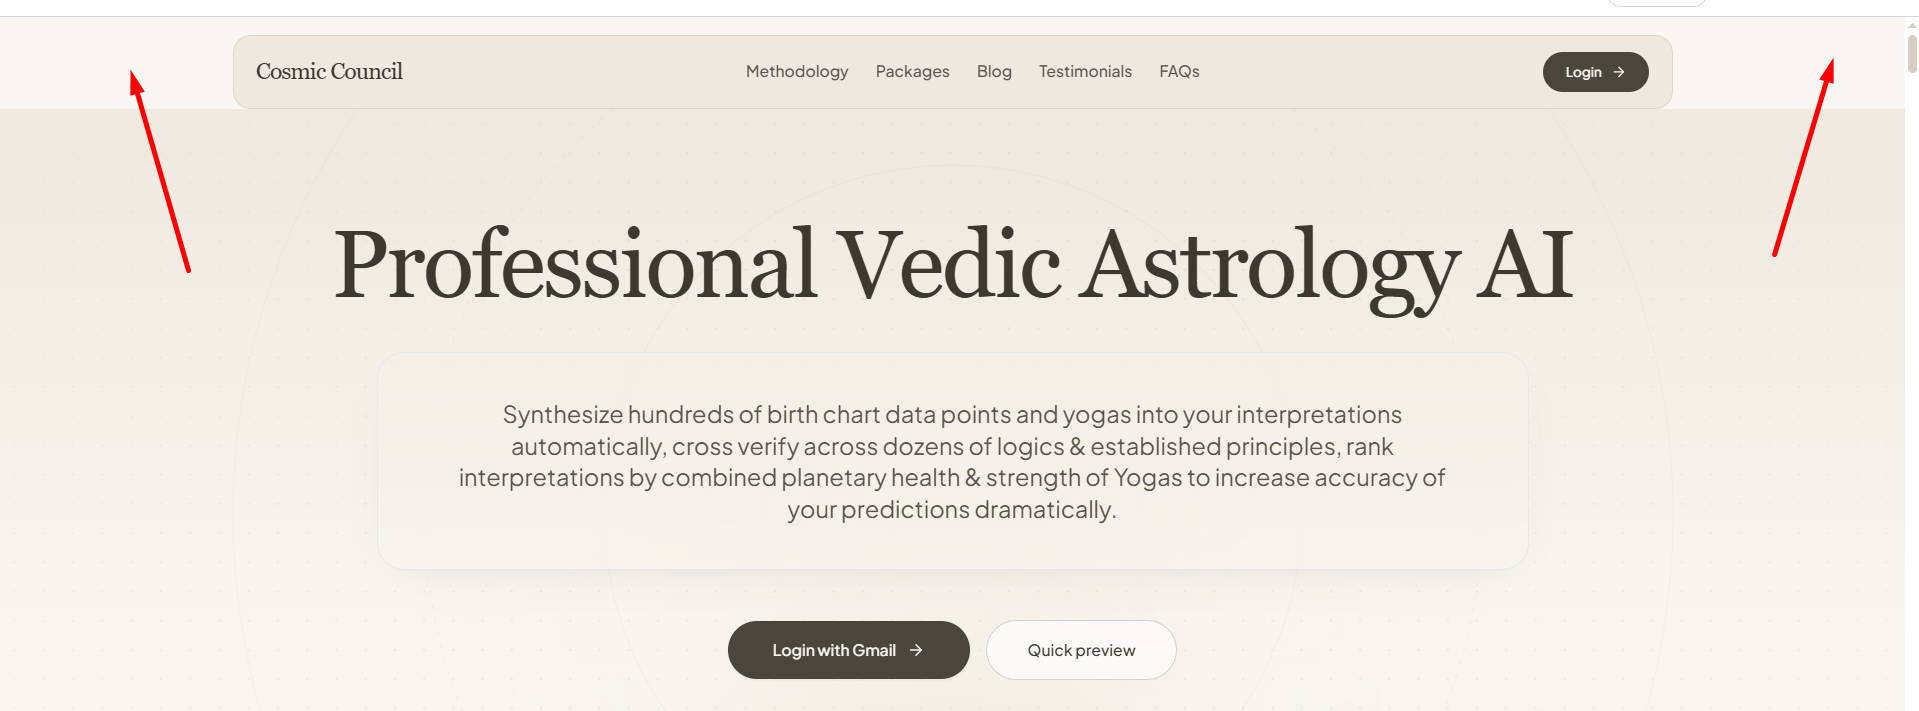 Cosmic Council
Methodology
Packages
Blog
Testimonials
FAQs
Login
Professional Vedic Astrology AI
Synthesize hundreds of birth chart data points and yogas into your interpretations
automatically, cross verify across dozens of logics & established principles, rank
interpretations by combined planetary health & strength of Yogas to increase accuracy of
your predictions dramatically.
Login with Gmail
Quick preview